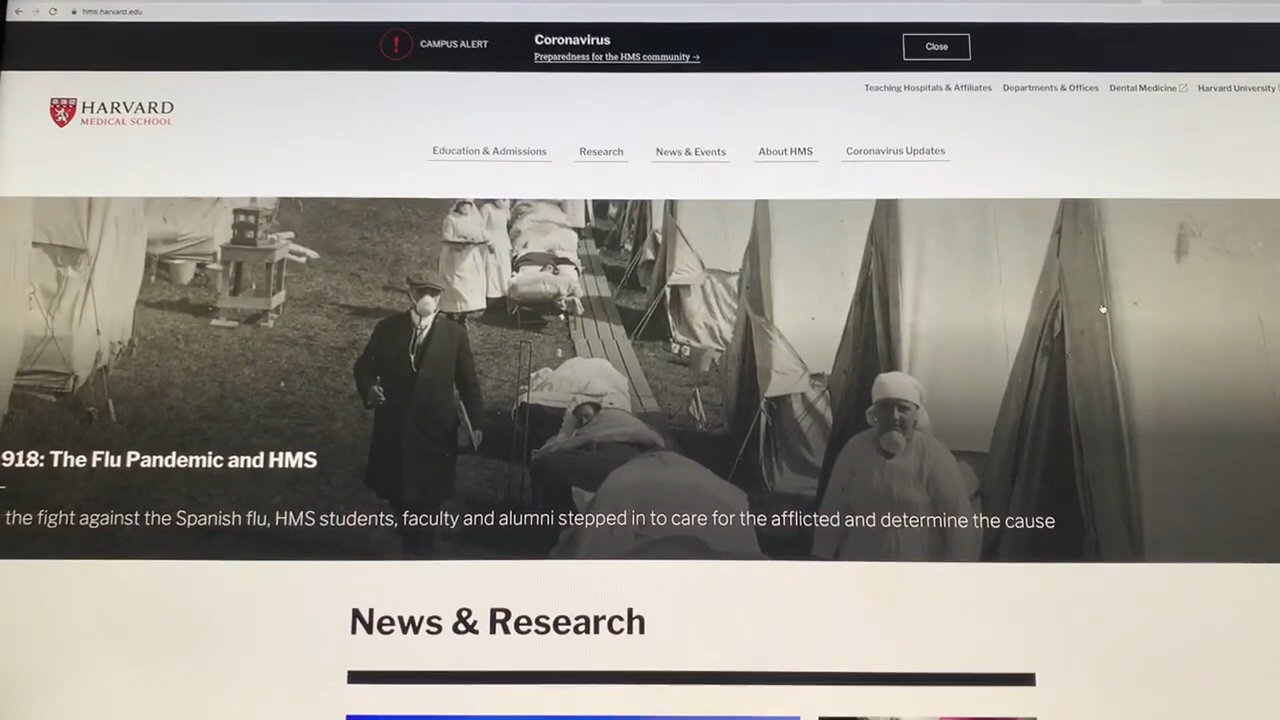 hms.harvard.edu
! CAMPUS ALERT
Coronavirus
Preparedness for the HMS community →
Close
Teaching Hospitals & Affiliates Departments & Offices Dental Medicine Harvard University
HARVARD
MEDICAL SCHOOL
Education & Admissions Research News & Events About HMS Coronavirus Updates
918: The Flu Pandemic and HMS
the fight against the Spanish flu, HMS students, faculty and alumni stepped in to care for the afflicted and determine the cause
News & Research